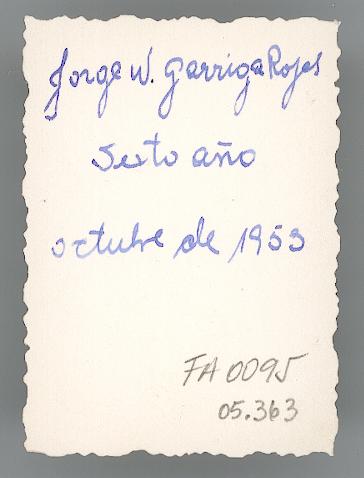 Jorge W. Garriga Rojas
Sexto año
octubre de 1953
FA 0095
05.363